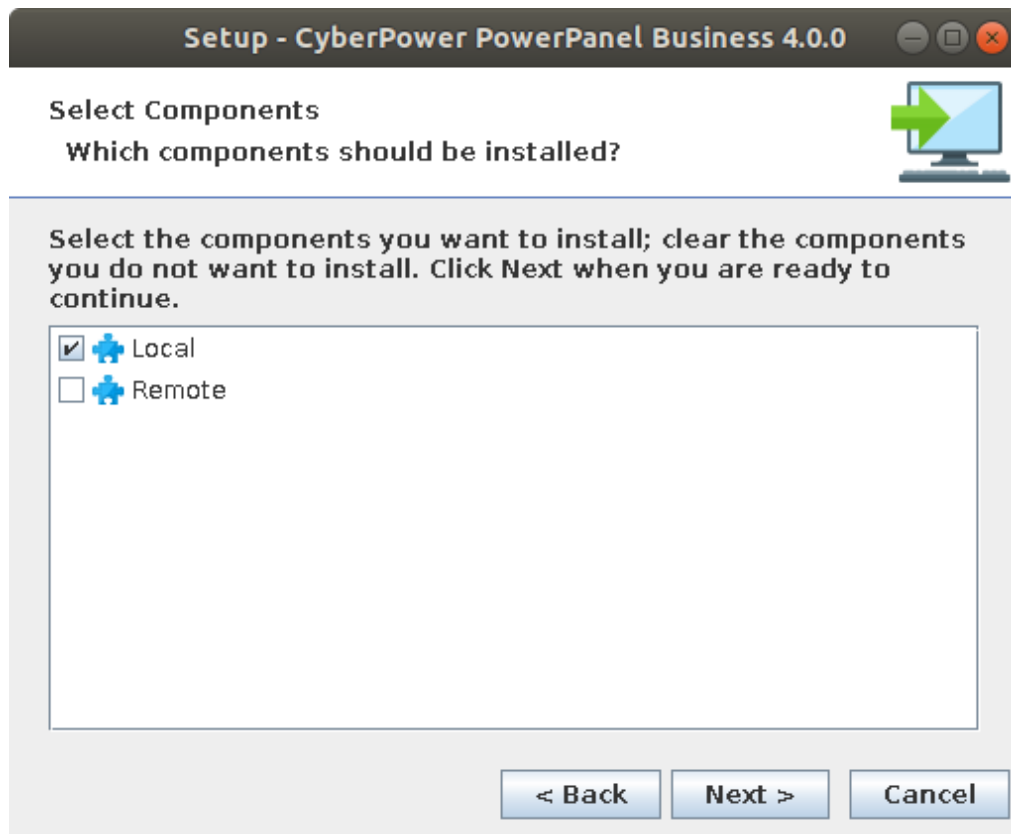 Setup - CyberPower PowerPanel Business 4.0.0
Select Components
Which components should be installed?
Select the components you want to install; clear the components
you do not want to install. Click Next when you are ready to
continue.
Local
Remote
< Back
Next >
Cancel